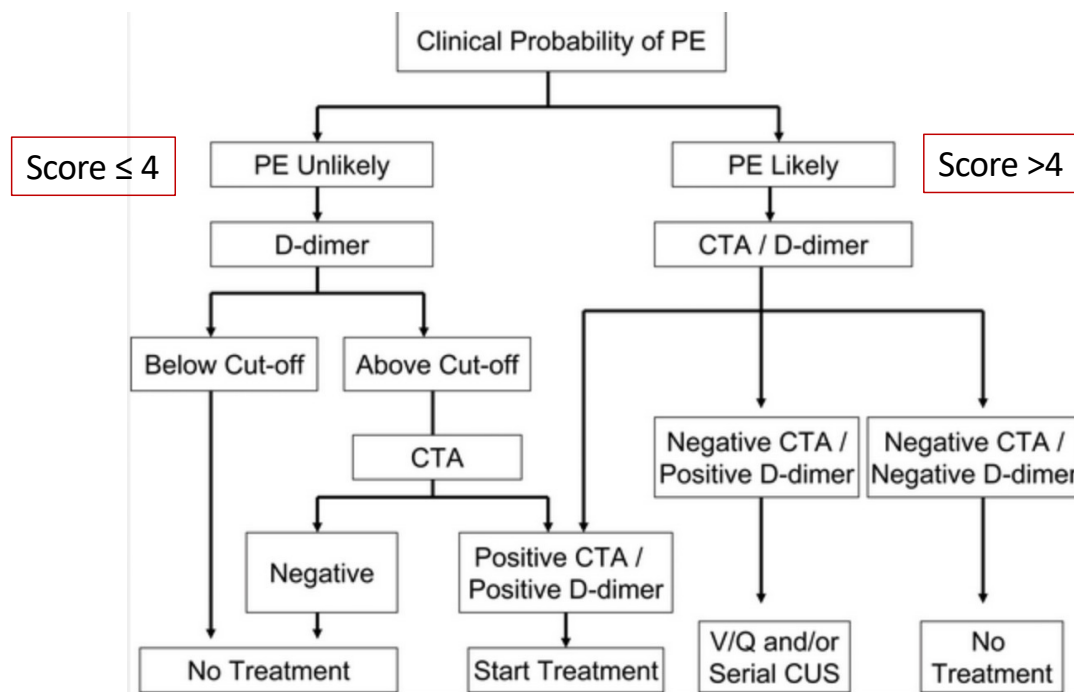 Clinical Probability of PE
Score ≤ 4
PE Unlikely
PE Likely
Score >4
D-dimer
CTA / D-dimer
Below Cut-off
Above Cut-off
CTA
Negative CTA /
Positive D-dimer
Negative CTA /
Negative D-dimer
Negative
Positive CTA /
Positive D-dimer
No Treatment
Start Treatment
V/Q and/or
Serial CUS
No
Treatment